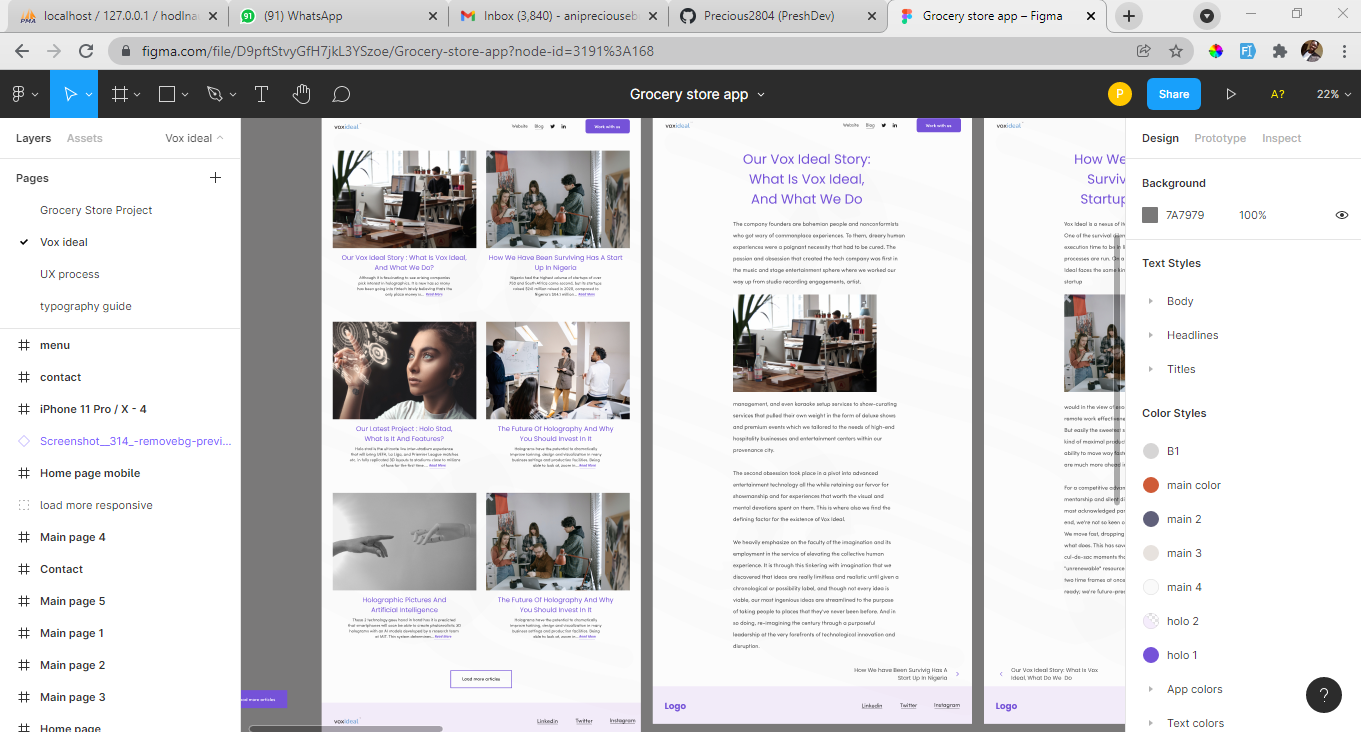 localhost / 127.0.0.1 / hodlna
(91) WhatsApp
Inbox (3,840) - anipreciouseb
Precious2804 (PreshDev)
Grocery store app – Figma
figma.com/file/D9pftStvyGfH7jkL3YSzoe/Grocery-store-app?node-id=3191%3A168
Grocery store app
P
Share
A?
22%
Layers
Assets
Vox ideal
Pages
Grocery Store Project
Vox ideal
UX process
typography guide
menu
contact
iPhone 11 Pro / X - 4
Screenshot__314_-removebg-previ...
Home page mobile
load more responsive
Main page 4
Contact
Main page 5
Main page 1
Main page 2
Main page 3
Home page
voxideal
Website
Blog
Work with us
Our Vox Ideal Story : What Is Vox Ideal,
And What We Do?
How We Have Been Surviving Has A Start
Up In Nigeria
Read More
Read More
Our Latest Project : Holo Stad,
What Is It And Features?
The Future Of Holography And Why
You Should Invest In It
Read More
Read More
Holographic Pictures And
Artificial Intelligence
The Future Of Holography And Why
You Should Invest In It
Read More
Read More
Load more articles
voxideal
Linkedin
Twitter
Instagram
voxideal
Website
Blog
Work with us
Our Vox Ideal Story:
What Is Vox Ideal,
And What We Do
The company founders are bohemian people and nonconformists
who got wary of commonplace experiences. To them, dreary human
experiences were a poignant necessity that had to be cured. The
passion and obsession that created the tech company was first in
the music and stage entertainment sphere where we worked our
way up from studio recording engagements, artist,
management, and even karaoke setup services to show-curating
services that pulled their own weight in the form of deluxe shows
and premium events which we tailored to the needs of high-end
hospitality businesses and entertainment centers within our
provenance city.
The second obsession took place in a pivot into advanced
entertainment technology all the while retaining our fervor for
showmanship and for experiences that worth the visual and
mental devotions spent on them. This is where also we find the
defining factor for the existence of Vox Ideal.
We heavily emphasize on the faculty of the imagination and its
employment in the service of elevating the collective human
experience. It is through this tinkering with imagination that we
discovered that ideas are really limitless and realistic until given a
chronological or possibility label, and though not every idea is
viable, our most ingenious ideas are streamlined to the purpose
of taking people to places that they've never been before. And in
so doing, re-imagining the century through a purposeful
leadership at the very forefronts of technological innovation and
disruption.
How We have Been Survivig Has A
Start Up In Nigeria
Logo
Linkedin
Twitter
Instagram
voxideal
How We
Surviv
Startup
startup
Our Vox Ideal Story: What Is Vox
Ideal, What Do We Do
Logo
Design
Prototype
Inspect
Background
7A7979
100%
Text Styles
Body
Headlines
Titles
Color Styles
B1
main color
main 2
main 3
main 4
holo 2
holo 1
App colors
Text colors
?